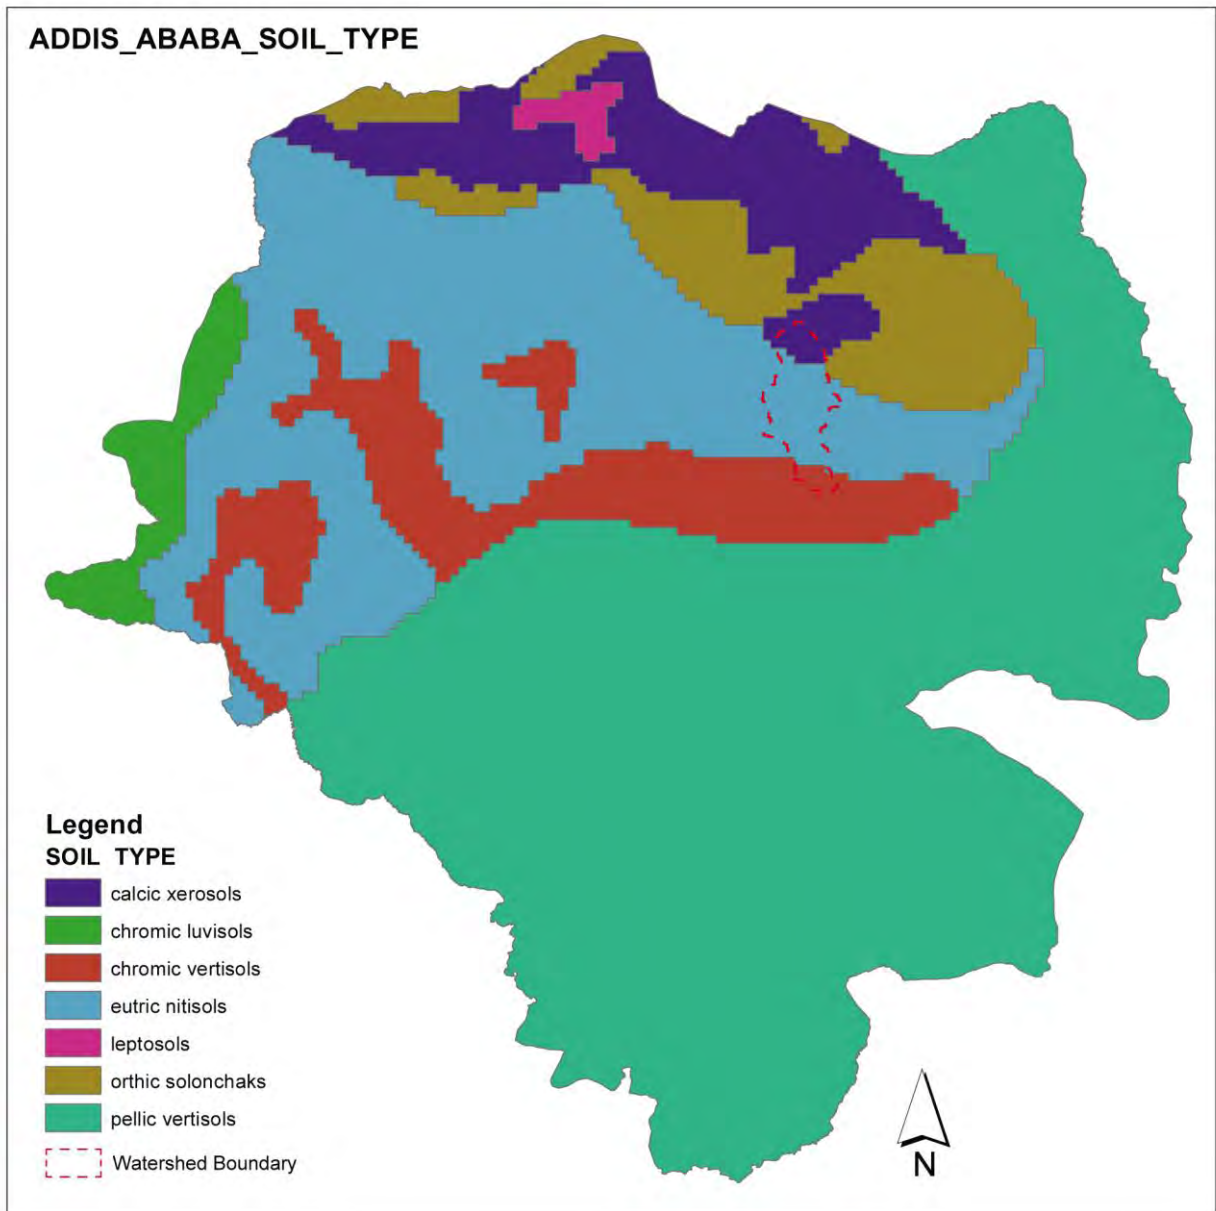 ADDIS_ABABA_SOIL_TYPE
Legend
SOIL TYPE
calcic xerosols
chromic luvisols
chromic vertisols
eutric nitisols
leptosols
orthic solonchaks
pellic vertisols
Watershed Boundary
N